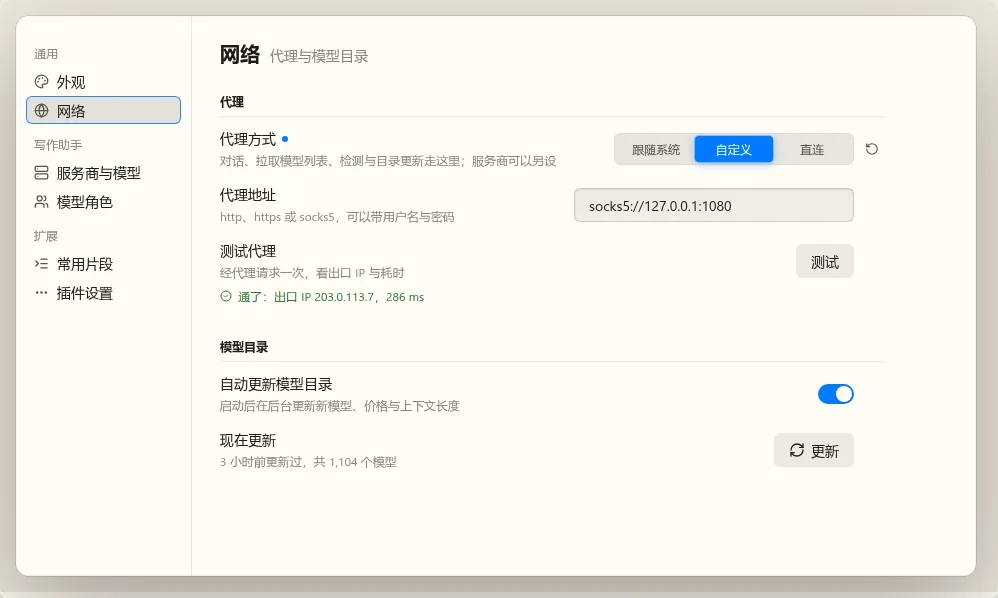 通用
外观
网络
写作助手
服务商与模型
模型角色
扩展
常用片段
插件设置
网络 代理与模型目录
代理
代理方式
对话、拉取模型列表、检测与目录更新走这里；服务商可以另设
跟随系统 自定义 直连
代理地址
http、https 或 socks5，可以带用户名与密码
socks5://127.0.0.1:1080
测试代理
经代理请求一次，看出口 IP 与耗时
测试
通了：出口 IP 203.0.113.7，286 ms
模型目录
自动更新模型目录
启动后在后台更新新模型、价格与上下文长度
现在更新
3 小时前更新过，共 1,104 个模型
更新